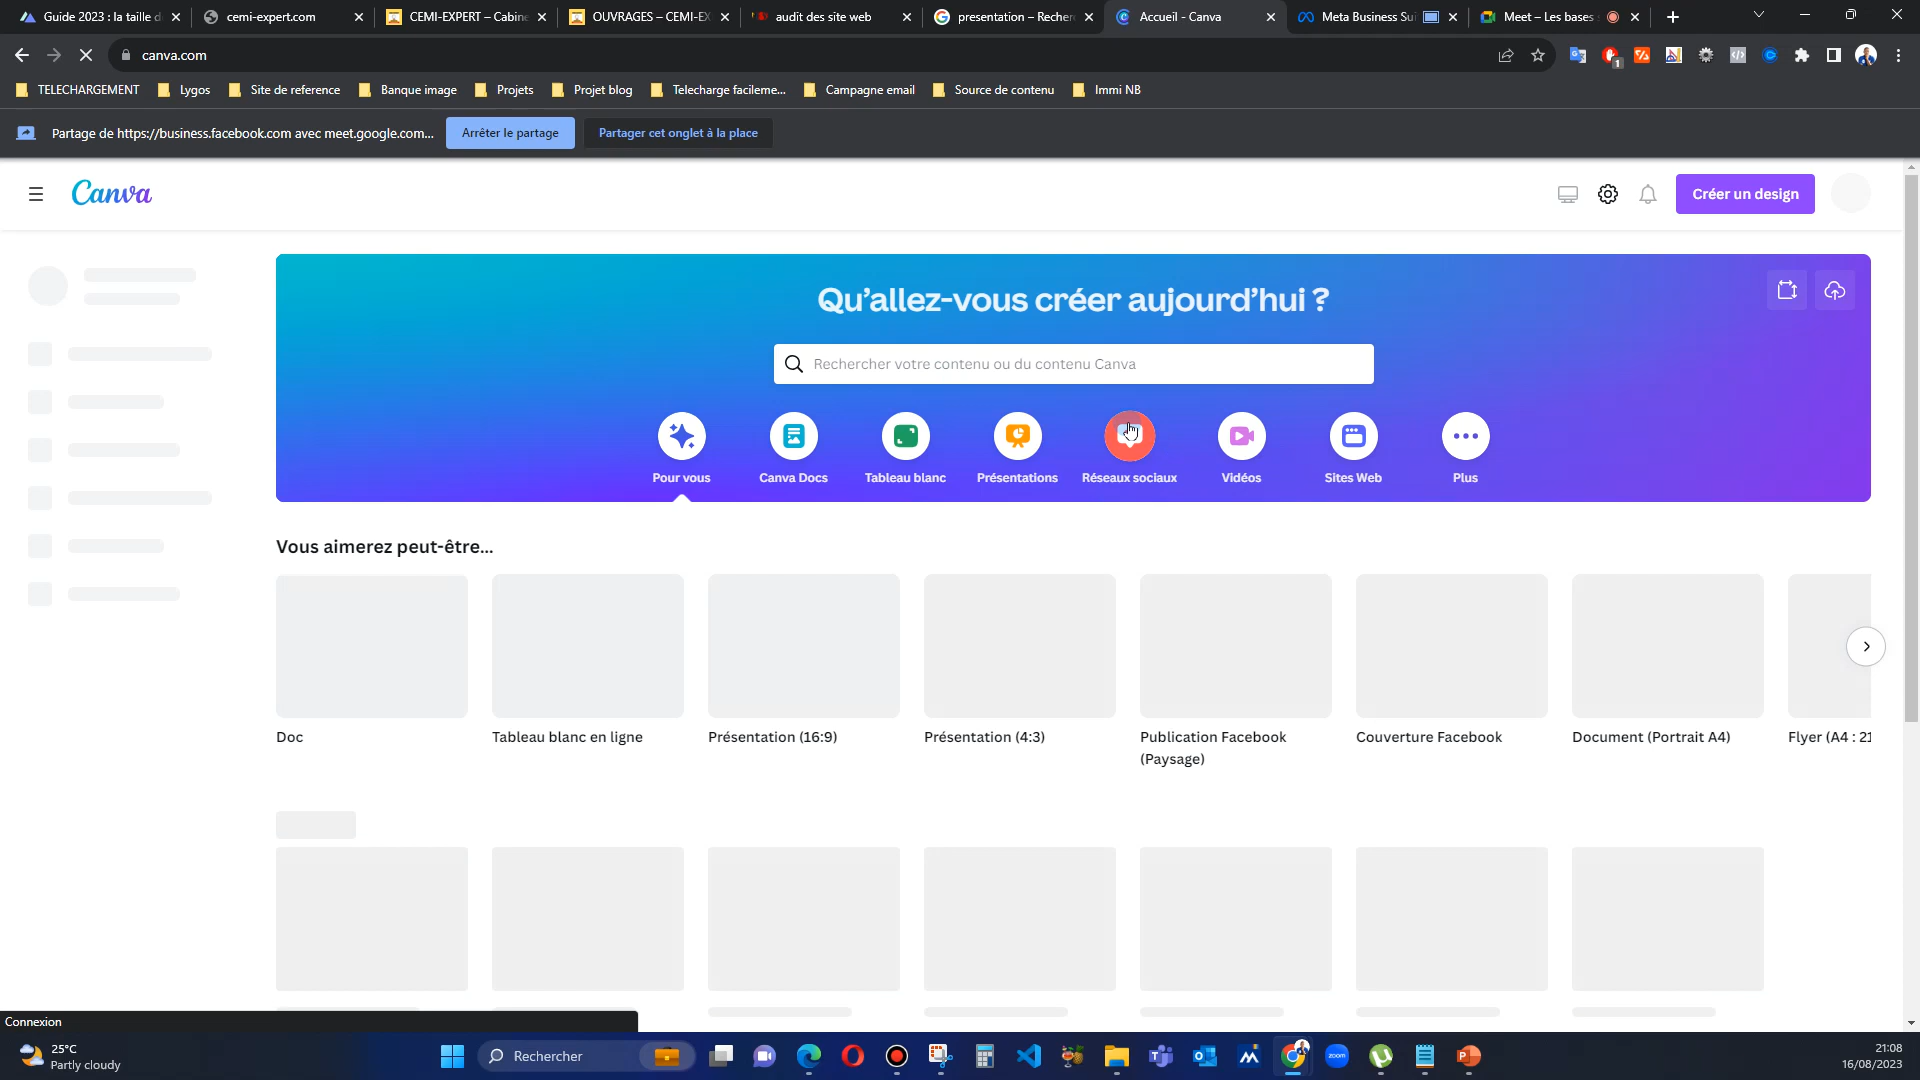 Guide 2023 : la taille d
cemi-expert.com
CEMI-EXPERT – Cabine
OUVRAGES – CEMI-EX
audit des site web
presentation – Recher
Accueil - Canva
Meta Business Sui
Meet – Les bases
canva.com
1
TELECHARGEMENT
Lygos
Site de reference
Banque image
Projets
Projet blog
Telecharge facileme...
Campagne email
Source de contenu
Immi NB
Partage de https://business.facebook.com avec meet.google.com...
Arrêter le partage
Partager cet onglet à la place
Canva
Créer un design
Qu'allez-vous créer aujourd'hui ?
Rechercher votre contenu ou du contenu Canva
Pour vous
Canva Docs
Tableau blanc
Présentations
Réseaux sociaux
Vidéos
Sites Web
Plus
Vous aimerez peut-être...
Doc
Tableau blanc en ligne
Présentation (16:9)
Présentation (4:3)
Publication Facebook
(Paysage)
Couverture Facebook
Document (Portrait A4)
Flyer (A4 : 21
Connexion
25°C
Partly cloudy
Rechercher
zoom
21:08
16/08/2023